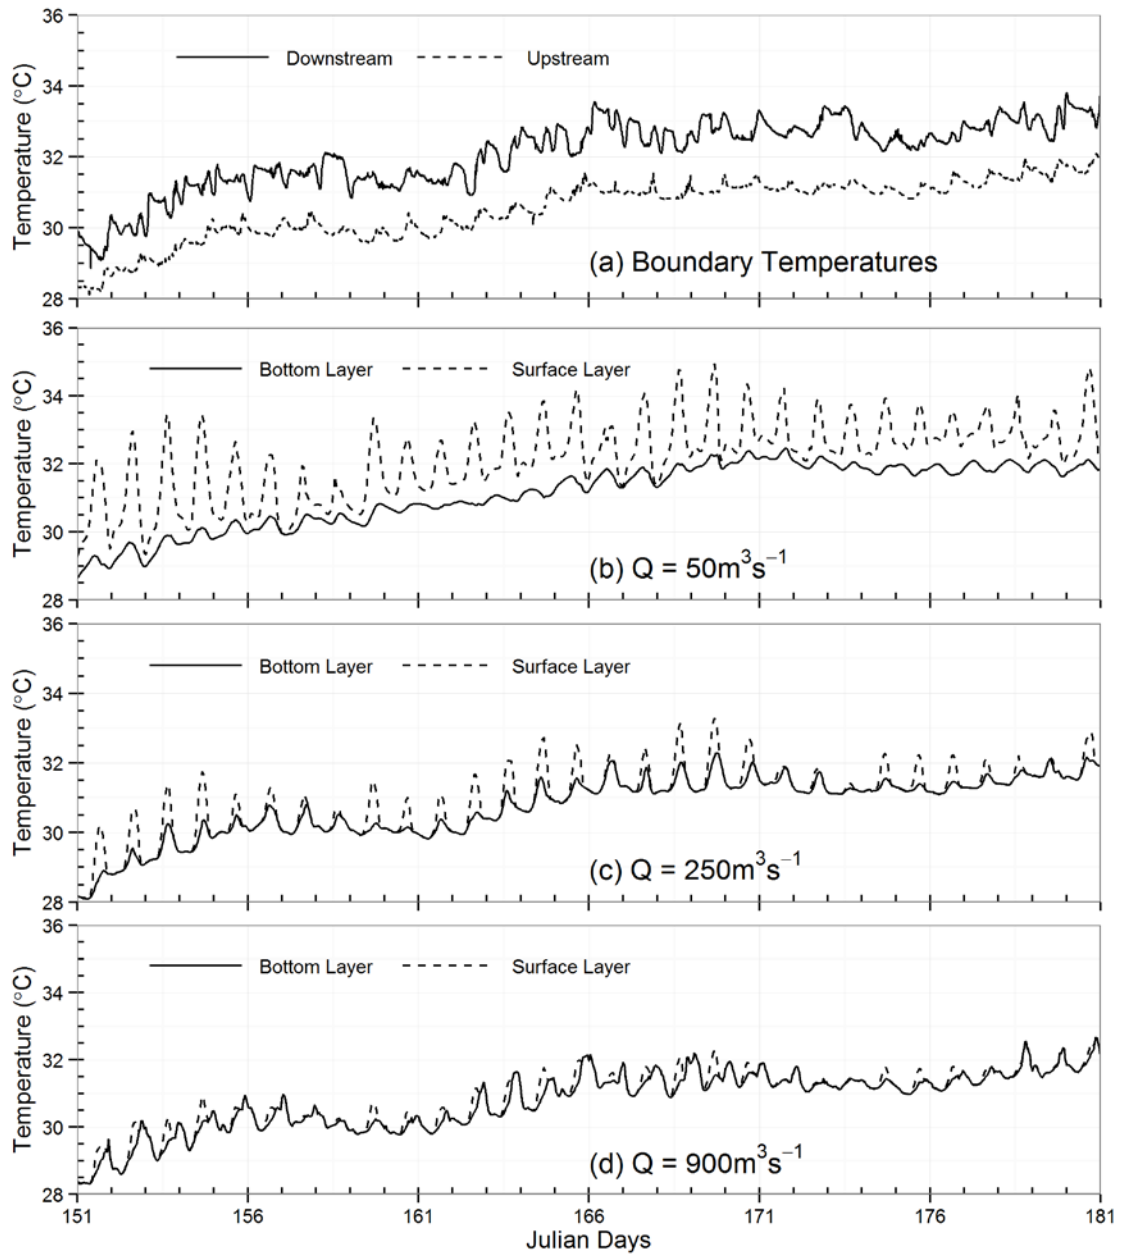 36
34
32
30
28
Temperature (°C)
Downstream
Upstream
(a) Boundary Temperatures
36
34
32
30
28
Temperature (°C)
Bottom Layer
Surface Layer
(b) Q = 50m³s⁻¹
36
34
32
30
28
Temperature (°C)
Bottom Layer
Surface Layer
(c) Q = 250m³s⁻¹
36
34
32
30
28
Temperature (°C)
Bottom Layer
Surface Layer
(d) Q = 900m³s⁻¹
151 156 161 166 171 176 181
Julian Days